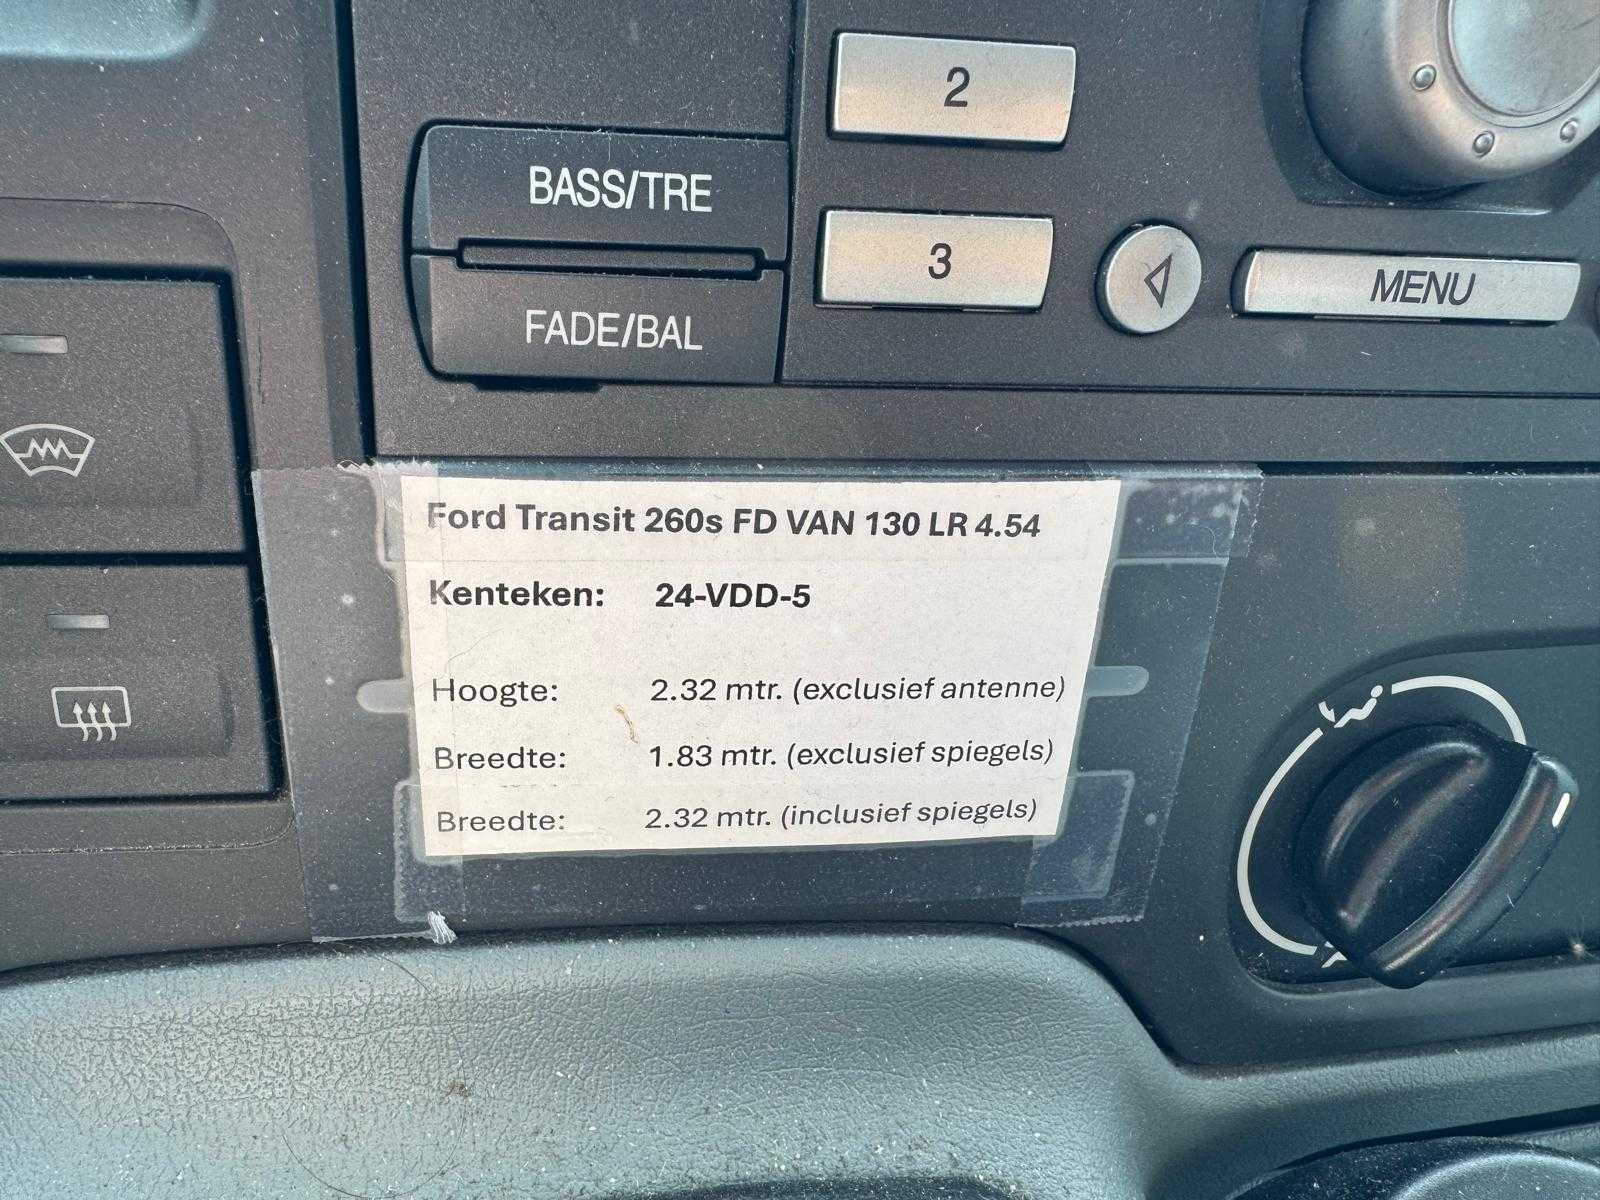 2
BASS/TRE
3
MENU
FADE/BAL
Ford Transit 260s FD VAN 130 LR 4.54
Kenteken: 24-VDD-5
Hoogte: 2.32 mtr. (exclusief antenne)
Breedte: 1.83 mtr. (exclusief spiegels)
Breedte: 2.32 mtr. (inclusief spiegels)